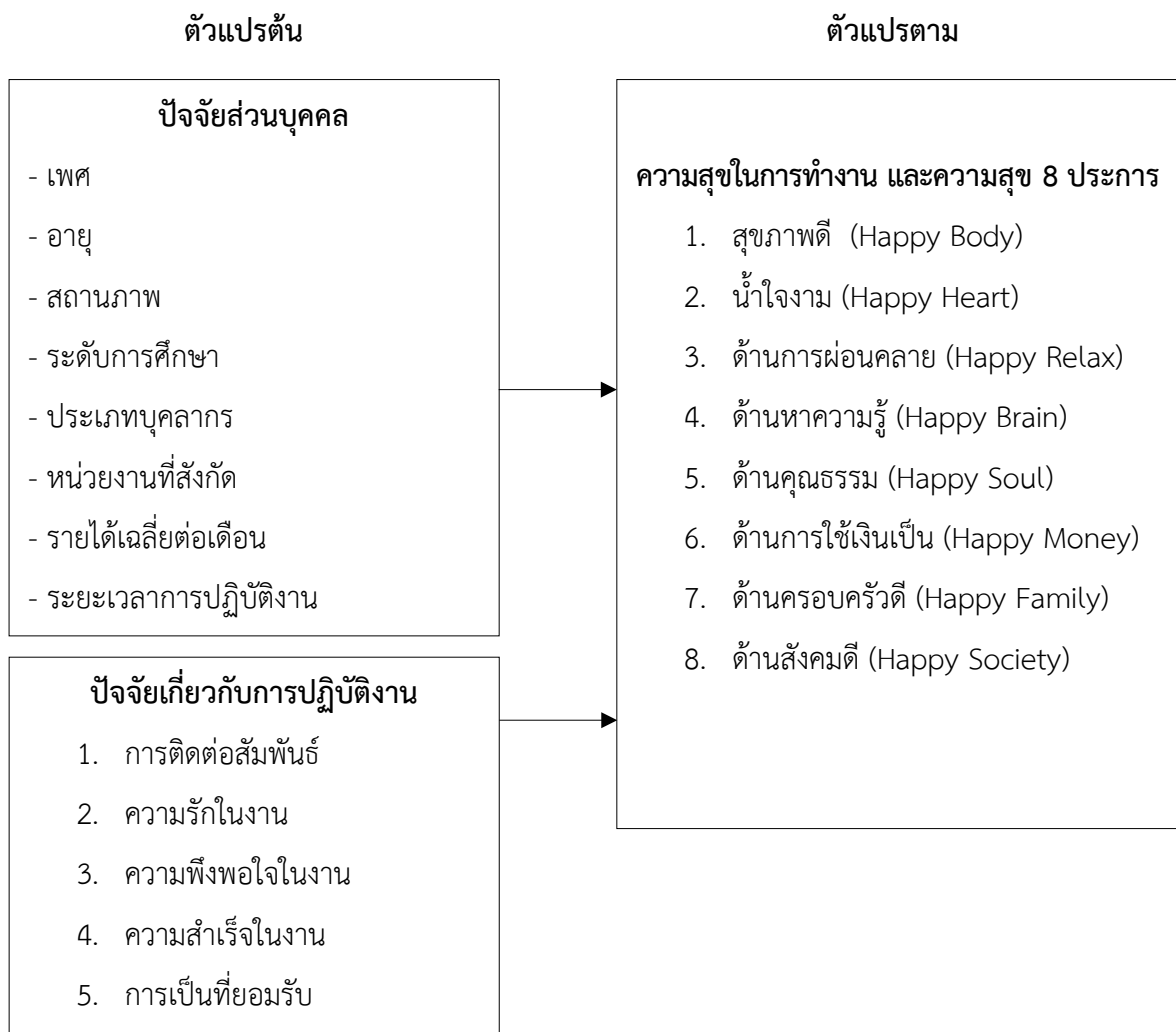 ตัวแปรต้น
ตัวแปรตาม
ปัจจัยส่วนบุคคล
- เพศ
- อายุ
- สถานภาพ
- ระดับการศึกษา
- ประเภทบุคลากร
- หน่วยงานที่สังกัด
- รายได้เฉลี่ยต่อเดือน
- ระยะเวลาการปฏิบัติงาน
ปัจจัยเกี่ยวกับการปฏิบัติงาน
1. การติดต่อสัมพันธ์
2. ความรักในงาน
3. ความพึงพอใจในงาน
4. ความสำเร็จในงาน
5. การเป็นที่ยอมรับ
ความสุขในการทำงาน และความสุข 8 ประการ
1. สุขภาพดี (Happy Body)
2. น้ำใจงาม (Happy Heart)
3. ด้านการผ่อนคลาย (Happy Relax)
4. ด้านหาความรู้ (Happy Brain)
5. ด้านคุณธรรม (Happy Soul)
6. ด้านการใช้เงินเป็น (Happy Money)
7. ด้านครอบครัวดี (Happy Family)
8. ด้านสังคมดี (Happy Society)